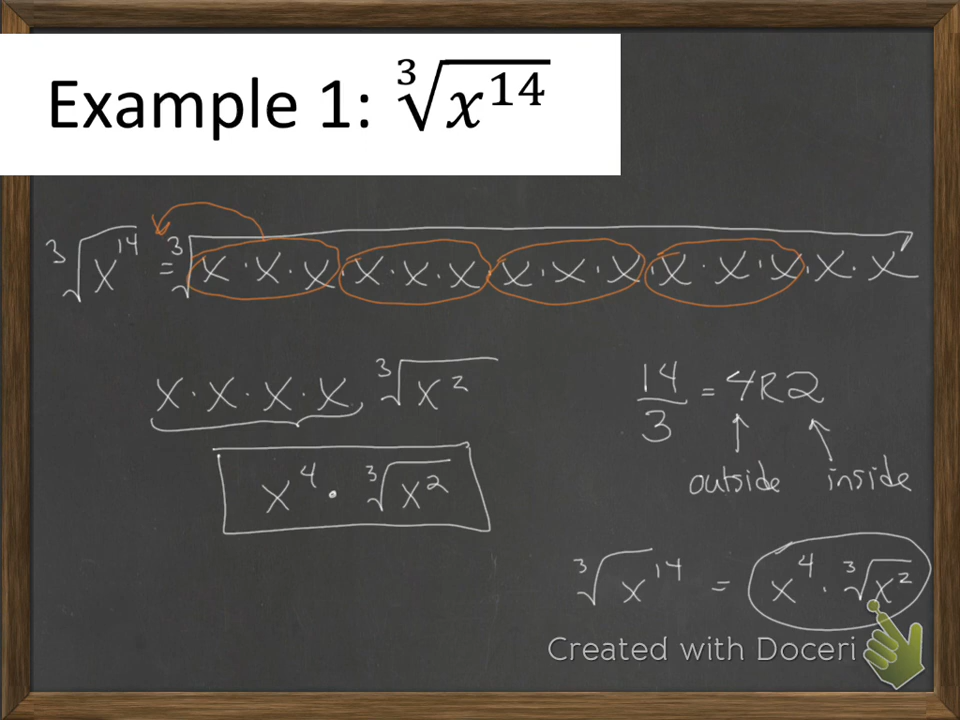 Example 1: ∛x¹⁴
∛x¹⁴ = ∛x·x·x·x·x·x·x·x·x·x·x·x·x·x
x·x·x·x ∛x²
x⁴ · ∛x²
14/3 = 4R2
outside inside
∛x¹⁴ = x⁴ · ∛x²
Created with Doceri